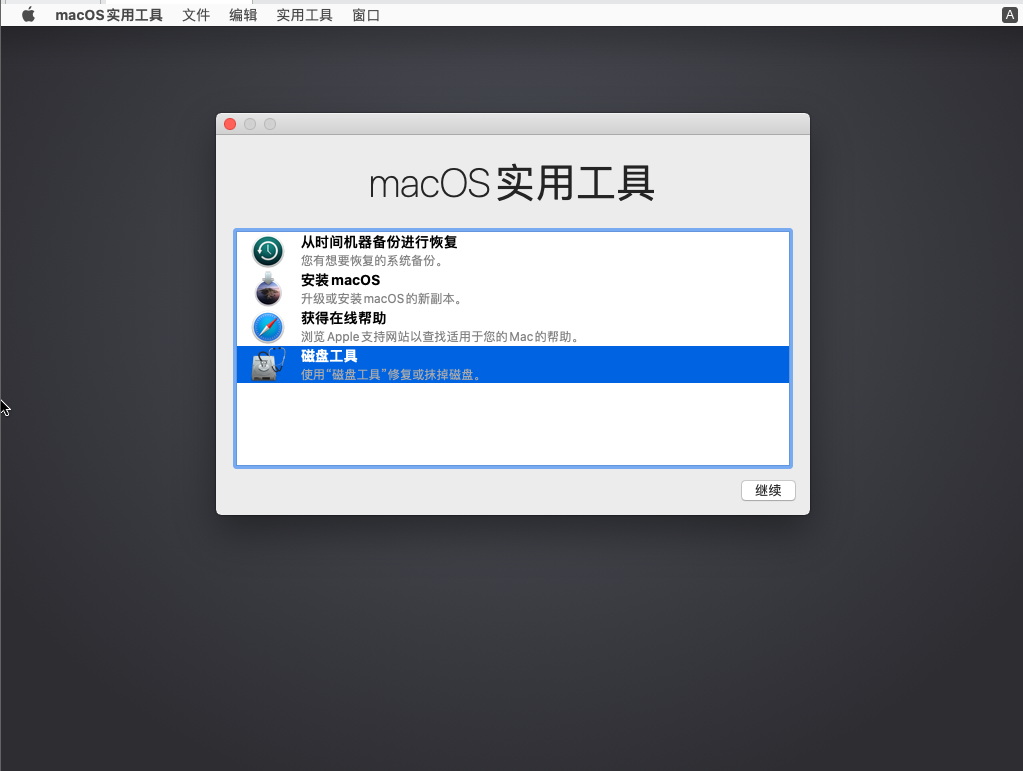 macOS实用工具 文件 编辑 实用工具 窗口 A
macOS实用工具
从时间机器备份进行恢复
您有想要恢复的系统备份。
安装macOS
升级或安装macOS的新副本。
获得在线帮助
浏览Apple支持网站以查找适用于您的Mac的帮助。
磁盘工具
使用“磁盘工具”修复或抹掉磁盘。
继续